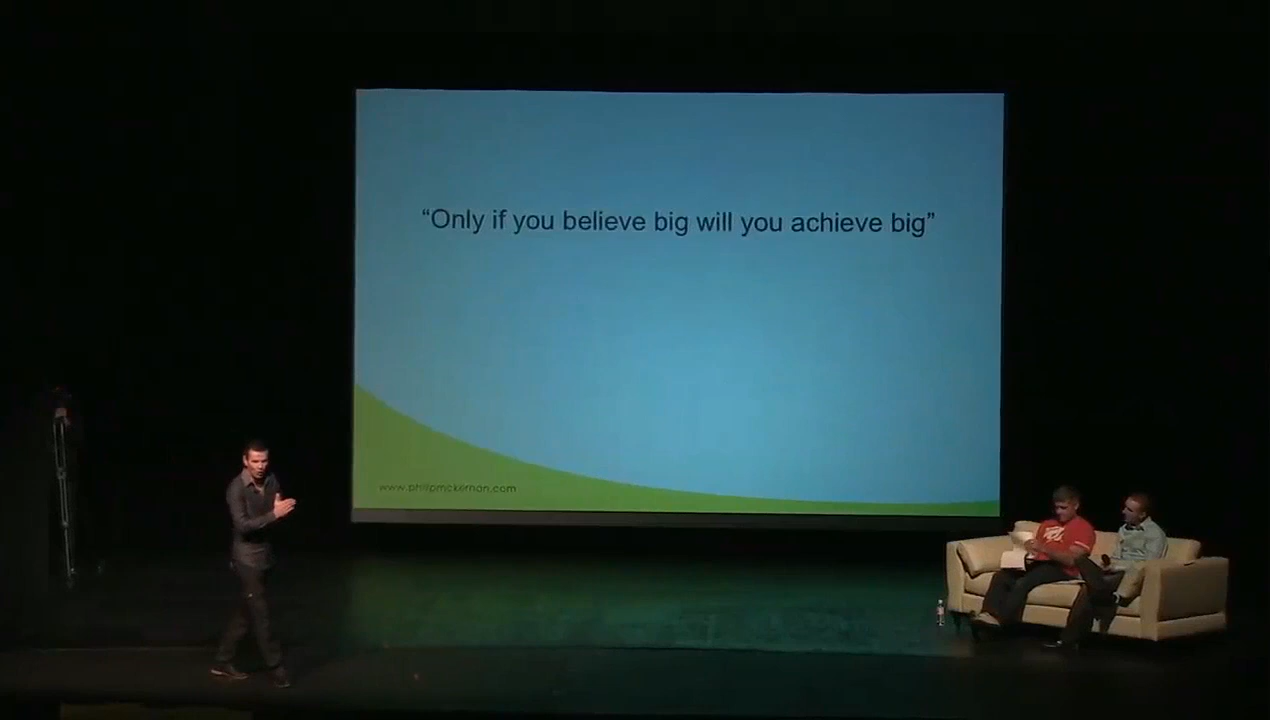 “Only if you believe big will you achieve big”
www.philipmckernan.com